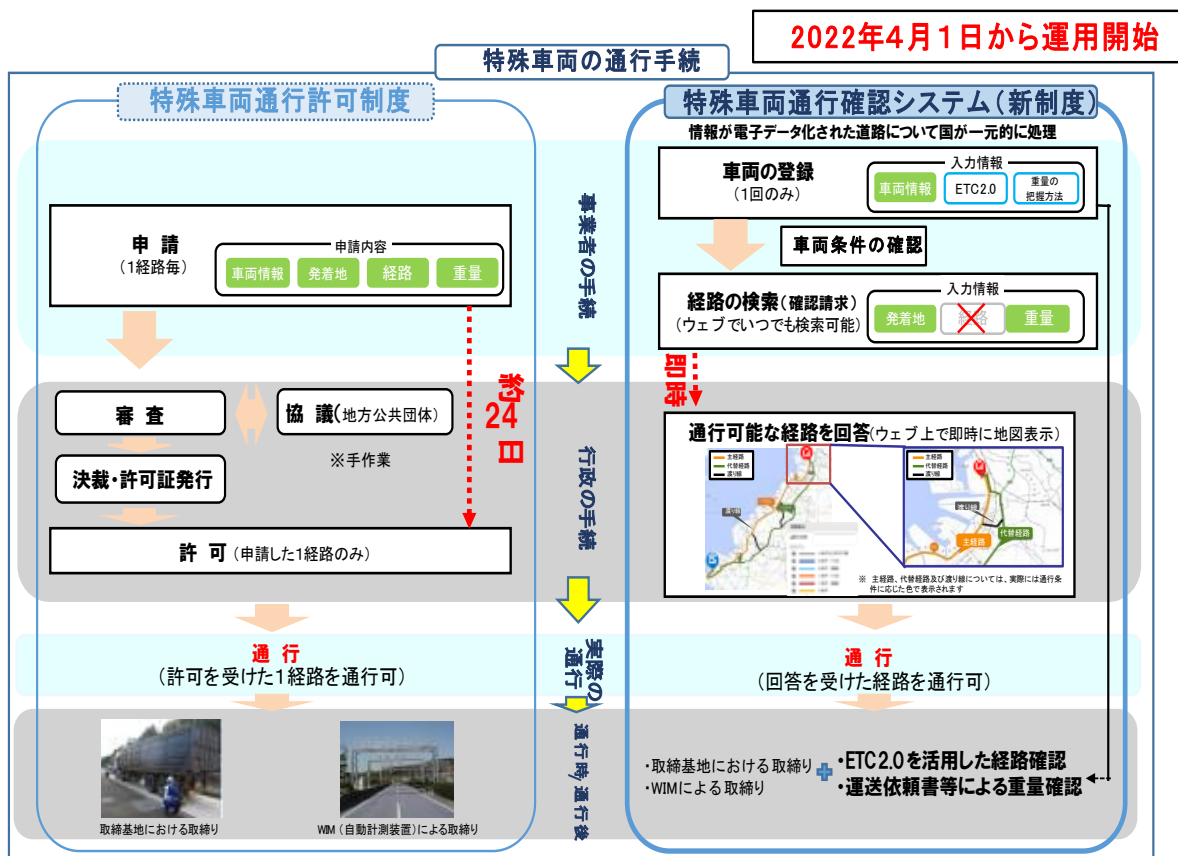 2022年4月1日から運用開始
特殊車両の通行手続
特殊車両通行許可制度
申 請
(1経路毎)
申請内容
車両情報
発着地
経路
重量
審 査
協 議(地方公共団体)
※手作業
決裁・許可証発行
約24日
許 可 (申請した1経路のみ)
通 行
(許可を受けた1経路を通行可)
取締基地における取締り
WIM(自動計測装置)による取締り
事業者の手続
行政の手続
実際の通行
通行時,通行後
特殊車両通行確認システム(新制度)
情報が電子データ化された道路について国が一元的に処理
車両の登録
(1回のみ)
入力情報
車両情報
ETC2.0
重量の
把握方法
車両条件の確認
経路の検索(確認請求)
(ウェブでいつでも検索可能)
入力情報
発着地
経路
重量
即時
通行可能な経路を回答(ウェブ上で即時に地図表示)
主経路
代替経路
渡り線
渡り線
主経路
代替経路
渡り線
渡り線
主経路
代替経路
※ 主経路、代替経路及び渡り線については、実際には通行条
件に応じた色で表示されます
通 行
(回答を受けた経路を通行可)
・取締基地における取締り
・WIMによる取締り
・ETC2.0を活用した経路確認
・運送依頼書等による重量確認